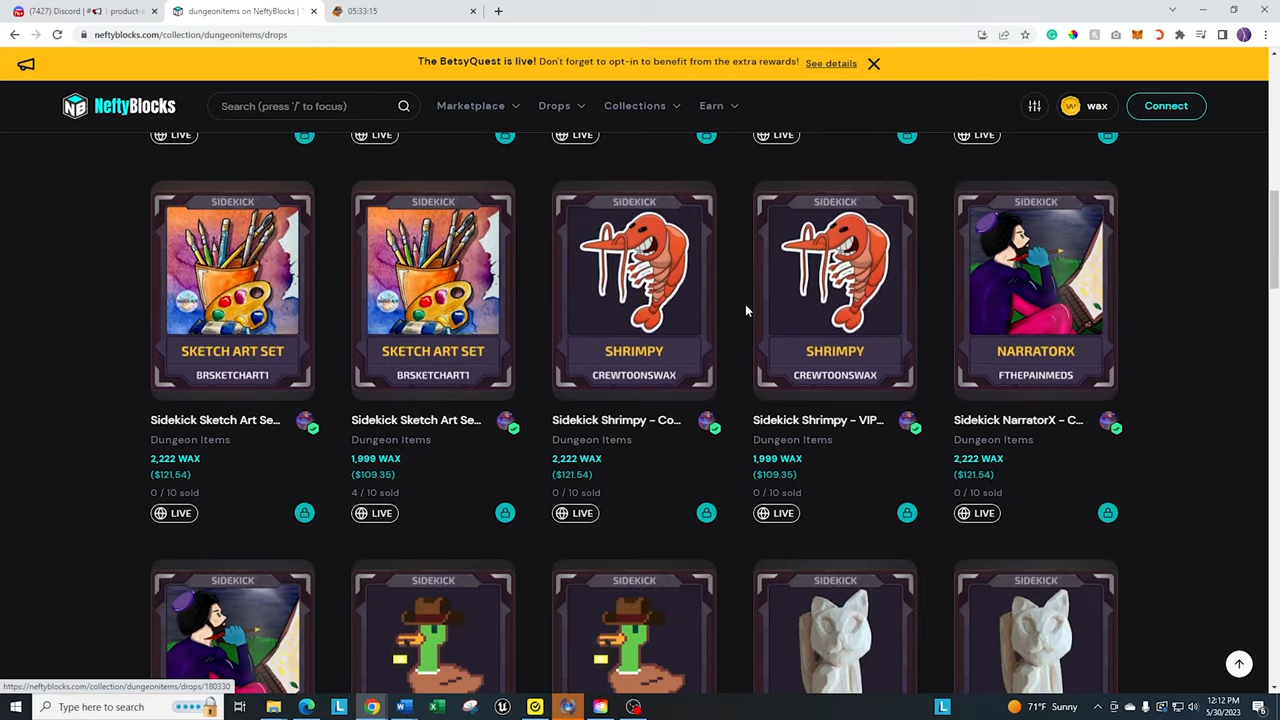 (7427) Discord | #📢 | product-a
dungeonitems on NeftyBlocks | T
05:33:15
neftyblocks.com/collection/dungeonitems/drops
The BetsyQuest is live! Don't forget to opt-in to benefit from the extra rewards! See details
NB NeftyBlocks
Search (press '/' to focus)
Marketplace
Drops
Collections
Earn
wax
Connect
LIVE LIVE LIVE LIVE LIVE
SIDEKICK SIDEKICK SIDEKICK SIDEKICK SIDEKICK
SKETCH ART SET SKETCH ART SET SHRIMPY SHRIMPY NARRATORX
BRSKETCHART1 BRSKETCHART1 CREWTOONSWAX CREWTOONSWAX FTHEPAINMEDS
Sidekick Sketch Art Se... Sidekick Sketch Art Se... Sidekick Shrimpy - Co... Sidekick Shrimpy - VIP... Sidekick NarratorX - C...
Dungeon Items Dungeon Items Dungeon Items Dungeon Items Dungeon Items
2,222 WAX 1,999 WAX 2,222 WAX 1,999 WAX 2,222 WAX
($121.54) ($109.35) ($121.54) ($109.35) ($121.54)
0 / 10 sold 4 / 10 sold 0 / 10 sold 0 / 10 sold 0 / 10 sold
LIVE LIVE LIVE LIVE LIVE
SIDEKICK SIDEKICK SIDEKICK SIDEKICK SIDEKICK
https://neftyblocks.com/collection/dungeonitems/drops/180330
Type here to search
71°F Sunny
12:12 PM
5/30/2023